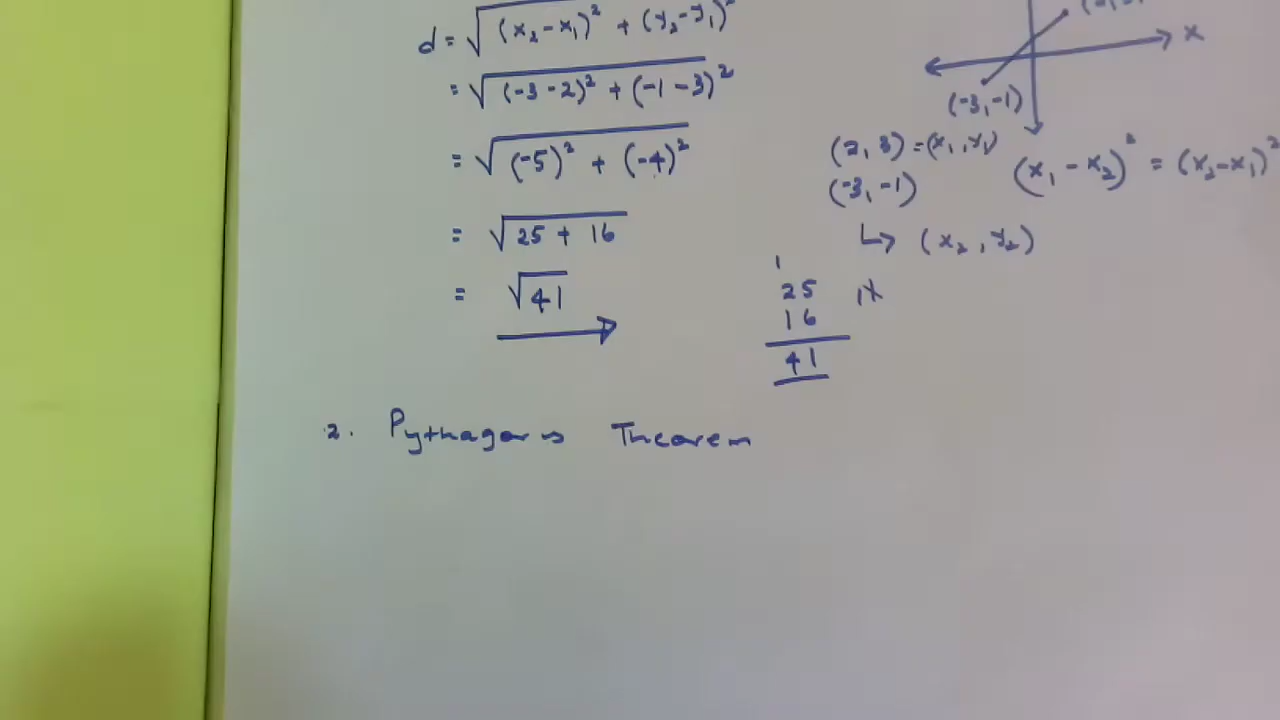 d = √(x₂-x₁)² + (y₂-y₁)²
= √(-3-2)² + (-1-3)²
= √(-5)² + (-4)²
= √25 + 16
= √41
x
(-3,-1)
(2, 3) = (x₁, y₁)
(-3, -1)
↳ (x₂, y₂)
(x₁ - x₂)² = (x₂-x₁)²
1
25
16
41
2. Pythagoras Theorem